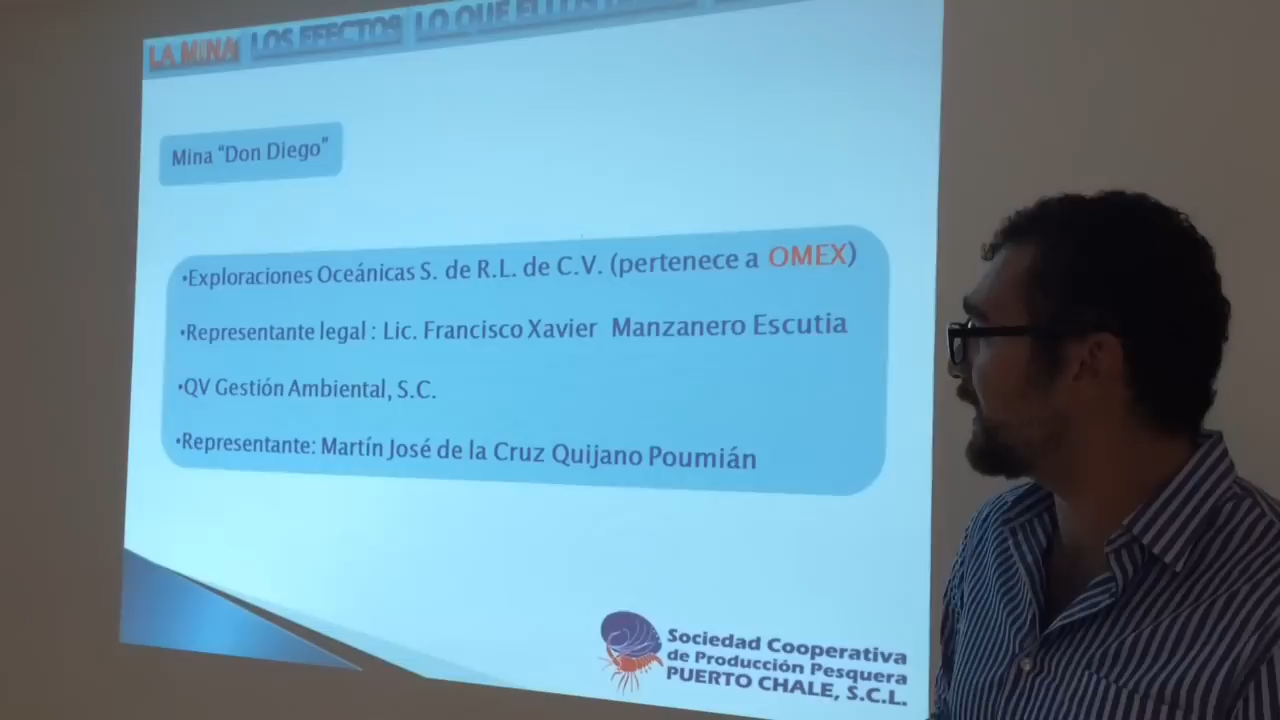 LA MINA LOS EFECTOS LO QUE
Mina “Don Diego”
•Exploraciones Oceánicas S. de R.L. de C.V. (pertenece a OMEX)
•Representante legal : Lic. Francisco Xavier Manzanero Escutia
•QV Gestión Ambiental, S.C.
•Representante: Martín José de la Cruz Quijano Poumián
Sociedad Cooperativa
de Producción Pesquera
PUERTO CHALE, S.C.L.